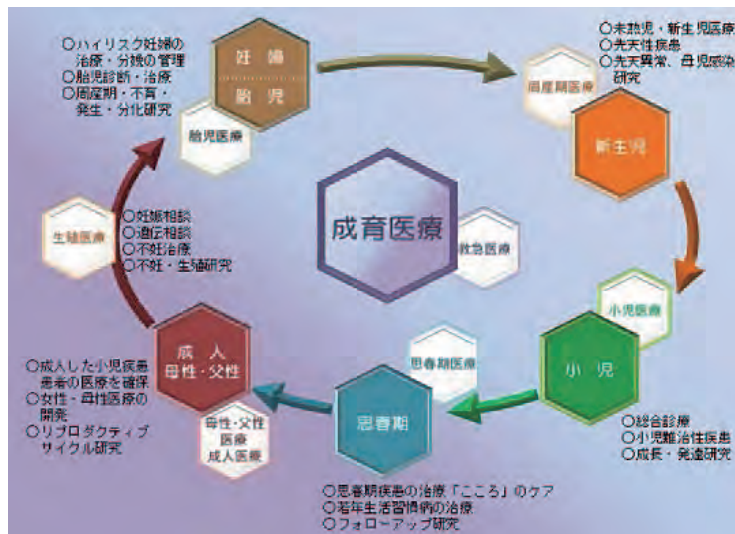 ○ハイリスク妊婦の
治療・分娩の管理
○胎児診断・治療
○周産期・不育・
発生・分化研究
妊 婦
胎 児
胎児医療
○未熟児・新生児医療
○先天性疾患
○先天異常、母児感染
研究
周産期医療
新生児
成育医療
救急医療
生殖医療
○妊娠相談
○遺伝相談
○不妊治療
○不妊・生殖研究
小児医療
小 児
○総合診療
○小児難治性疾患
○成長・発達研究
思春期医療
思春期
○思春期疾患の治療「こころ」のケア
○若年生活習慣病の治療
○フォローアップ研究
成 人
母性・父性
○成人した小児疾患
患者の医療を確保
○女性・母性医療の
開発
○リプロダクティブ
サイクル研究
母性・父性
医療
成人医療